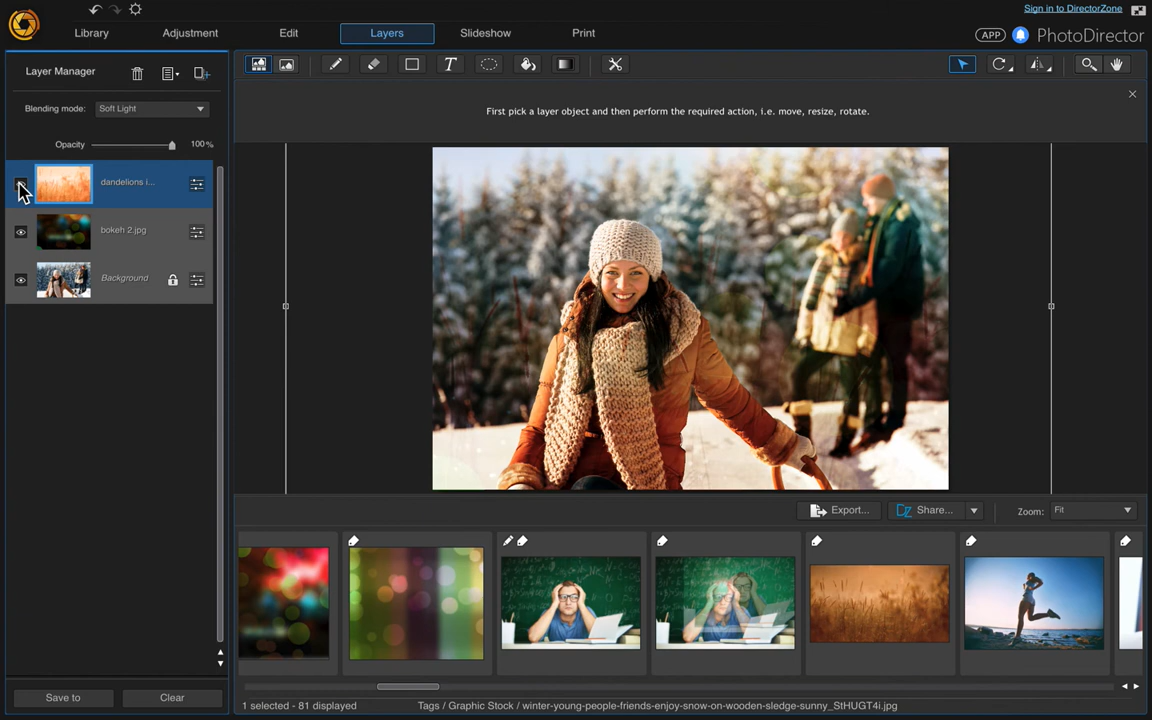 Sign in to DirectorZone
Library Adjustment Edit Layers Slideshow Print
APP PhotoDirector
Layer Manager
Blending mode: Soft Light
Opacity 100%
First pick a layer object and then perform the required action, i.e. move, resize, rotate.
dandelions i...
bokeh 2.jpg
Background
Export... Share... Zoom: Fit
Save to Clear
1 selected - 81 displayed Tags / Graphic Stock / winter-young-people-friends-enjoy-snow-on-wooden-sledge-sunny_StHUGT4i.jpg